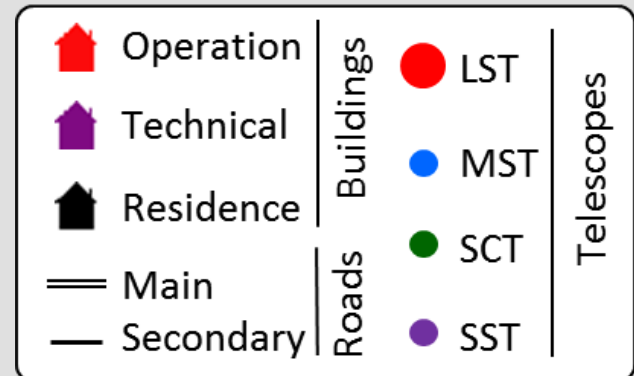 Operation
Technical
Residence
Buildings
Main
Secondary
Roads
LST
MST
SCT
SST
Telescopes